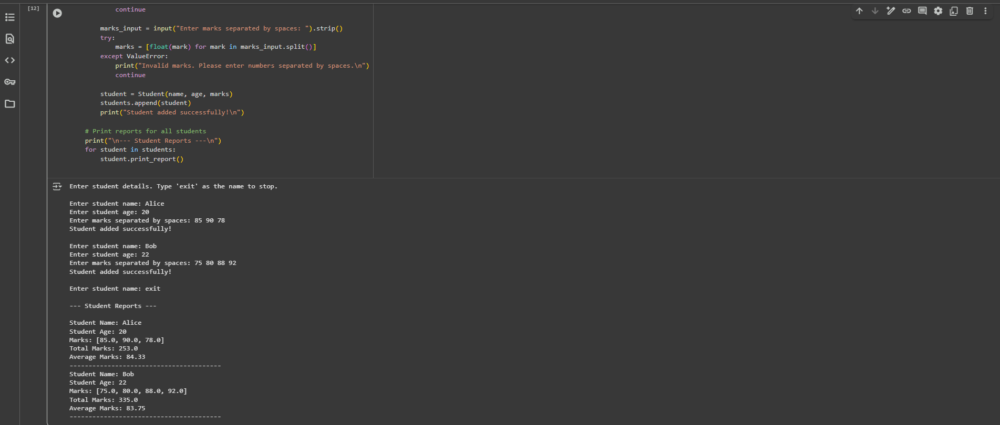 [12]
continue
marks_input = input("Enter marks separated by spaces: ").strip()
try:
marks = [float(mark) for mark in marks_input.split()]
except ValueError:
print("Invalid marks. Please enter numbers separated by spaces.\n")
continue
student = Student(name, age, marks)
students.append(student)
print("Student added successfully!\n")
# Print reports for all students
print("\n--- Student Reports ---\n")
for student in students:
student.print_report()
Enter student details. Type 'exit' as the name to stop.
Enter student name: Alice
Enter student age: 20
Enter marks separated by spaces: 85 90 78
Student added successfully!
Enter student name: Bob
Enter student age: 22
Enter marks separated by spaces: 75 80 88 92
Student added successfully!
Enter student name: exit
--- Student Reports ---
Student Name: Alice
Student Age: 20
Marks: [85.0, 90.0, 78.0]
Total Marks: 253.0
Average Marks: 84.33
----------------------------------------
Student Name: Bob
Student Age: 22
Marks: [75.0, 80.0, 88.0, 92.0]
Total Marks: 335.0
Average Marks: 83.75
----------------------------------------